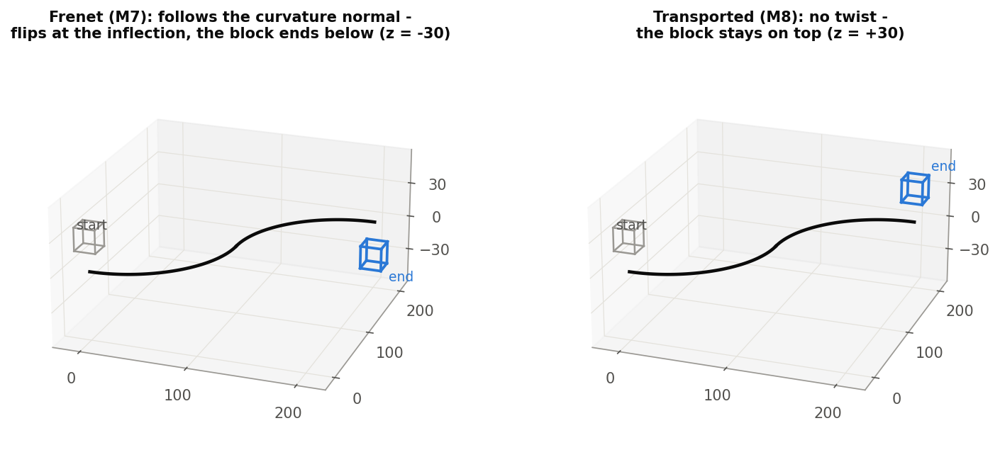 Frenet (M7): follows the curvature normal -
flips at the inflection, the block ends below (z = -30)
start
end
30
0
−30
200
100
0
0
100
200
Transported (M8): no twist -
the block stays on top (z = +30)
start
end
30
0
−30
200
100
0
0
100
200